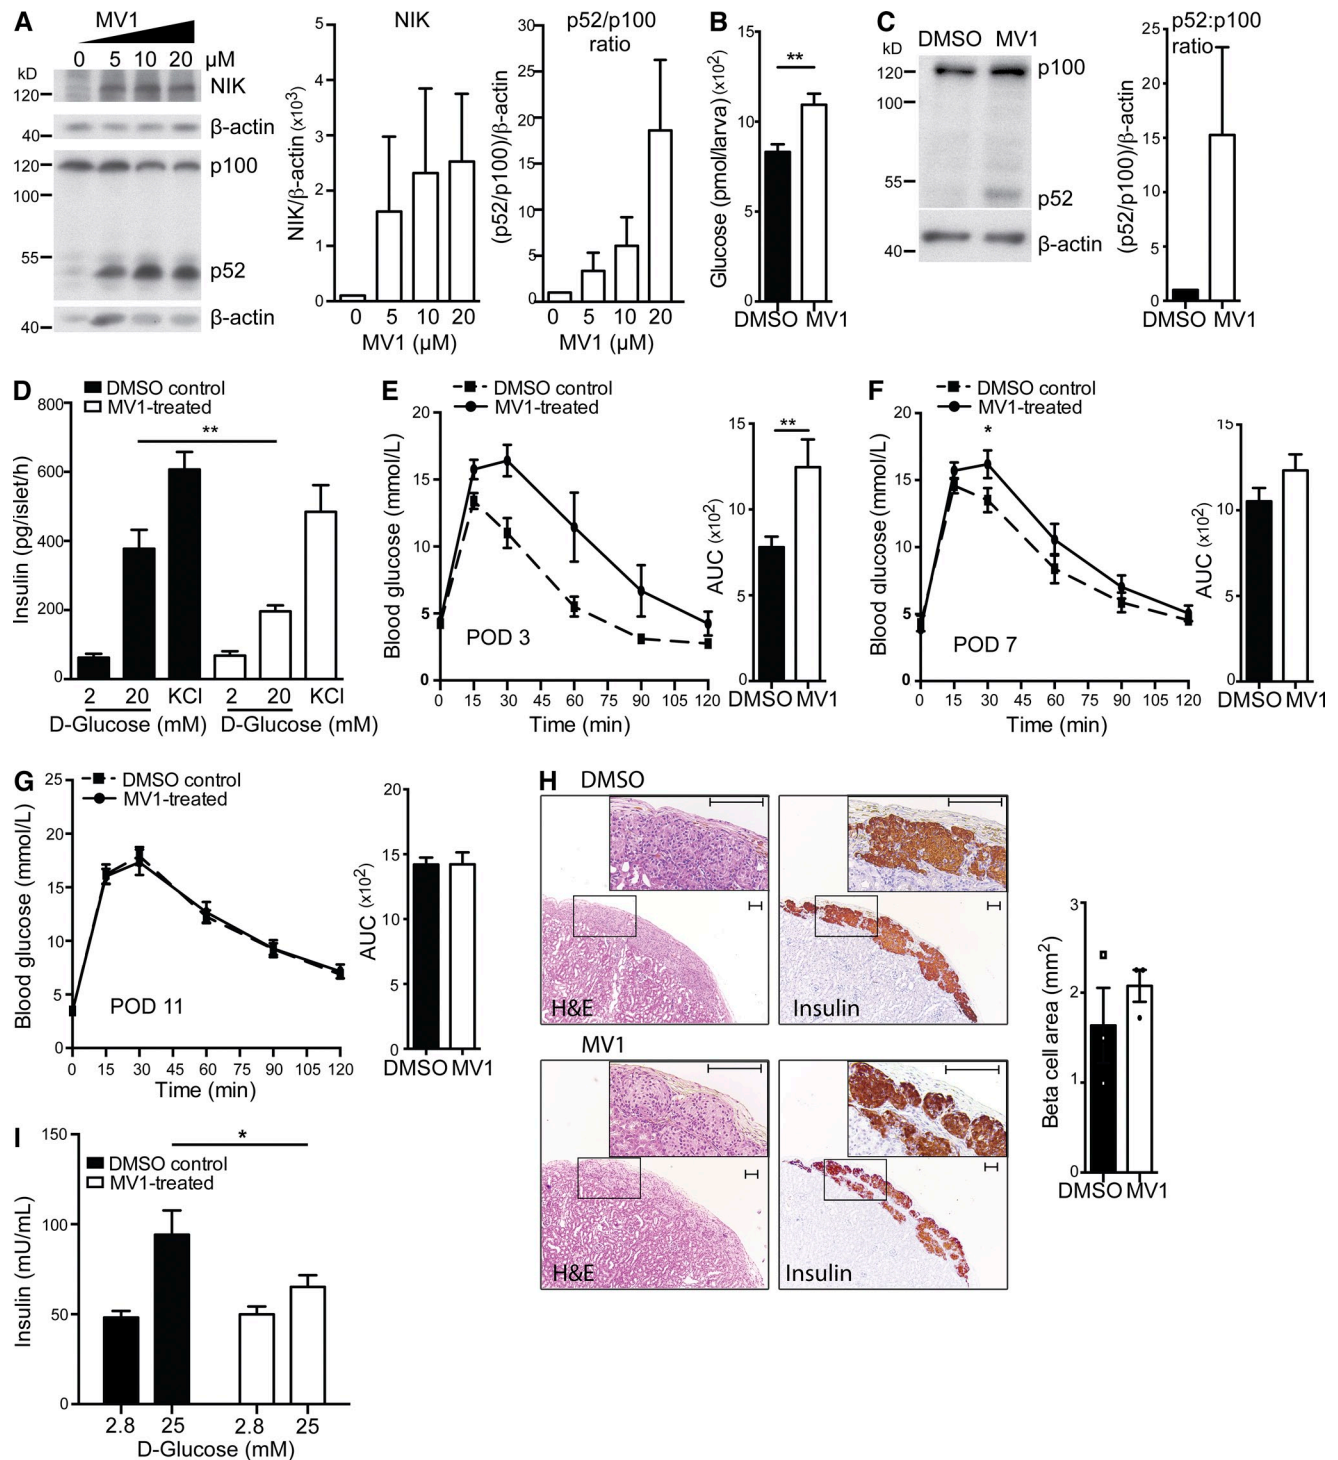 A
MV1
0 5 10 20 µM
kD
120
NIK
40
β-actin
120
p100
100
55
p52
40
β-actin
NIK
5
4
3
2
1
0
NIK/β-actin (x10³)
0 5 10 20
MV1 (µM)
p52/p100
ratio
30
25
20
15
10
5
0
(p52/p100)/β-actin
0 5 10 20
MV1 (µM)
B
15
10
5
0
**
Glucose (pmol/larva) (x10²)
DMSO MV1
C
DMSO MV1
kD
120
p100
100
55
p52
40
β-actin
p52:p100
ratio
25
20
15
10
5
0
(p52/p100)/β-actin
DMSO MV1
D
DMSO control
MV1-treated
**
800
600
400
200
0
Insulin (pg/islet/h)
2 20 KCl 2 20 KCl
D-Glucose (mM) D-Glucose (mM)
E
DMSO control
MV1-treated
20
15
10
5
0
Blood glucose (mmol/L)
POD 3
0 15 30 45 60 75 90 105 120
Time (min)
15
10
5
0
**
AUC (x10²)
DMSO MV1
F
DMSO control
MV1-treated
*
20
15
10
5
0
Blood glucose (mmol/L)
POD 7
0 15 30 45 60 75 90 105 120
Time (min)
15
10
5
0
AUC (x10²)
DMSO MV1
G
DMSO control
MV1-treated
25
20
15
10
5
0
Blood glucose (mmol/L)
POD 11
0 15 30 45 60 75 90 105 120
Time (min)
20
15
10
5
0
AUC (x10²)
DMSO MV1
H
DMSO
H&E
Insulin
MV1
H&E
Insulin
3
2
1
0
Beta cell area (mm²)
DMSO MV1
I
150
100
50
0
*
DMSO control
MV1-treated
Insulin (mU/mL)
2.8 25 2.8 25
D-Glucose (mM)